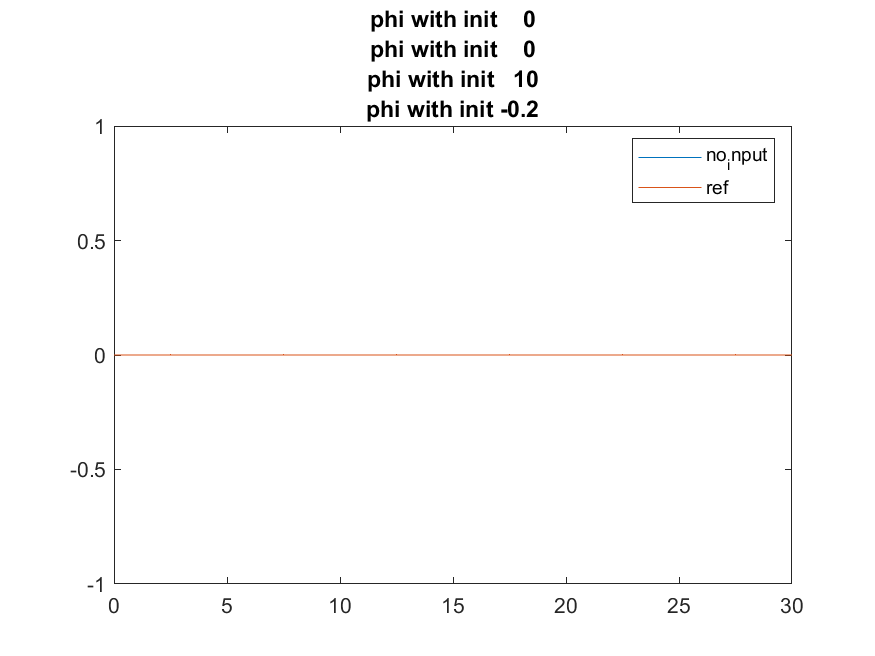 phi with init    0
phi with init    0
phi with init   10
phi with init -0.2
1
0.5
0
-0.5
-1
0 5 10 15 20 25 30
no_input
ref